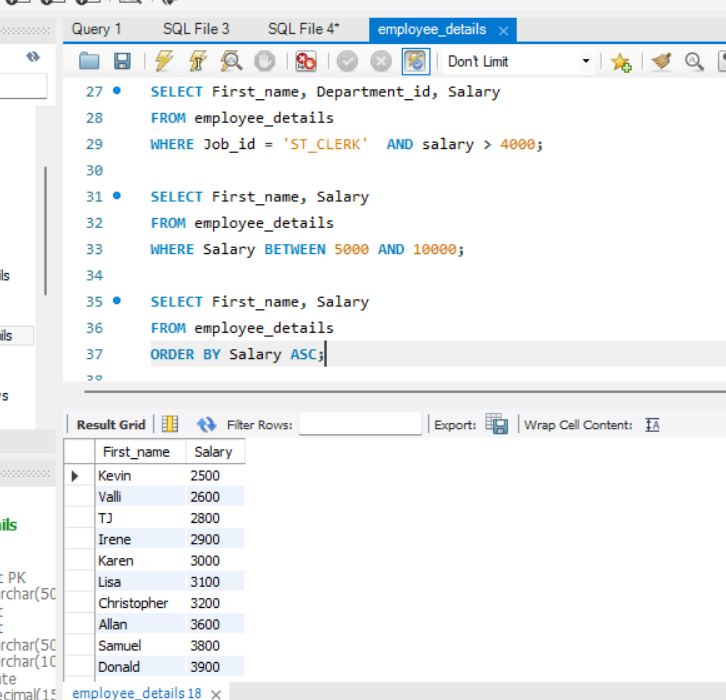 Query 1 SQL File 3 SQL File 4* employee_details ×
Don't Limit
27 SELECT First_name, Department_id, Salary
28 FROM employee_details
29 WHERE Job_id = 'ST_CLERK' AND salary > 4000;
30
31 SELECT First_name, Salary
32 FROM employee_details
33 WHERE Salary BETWEEN 5000 AND 10000;
34
35 SELECT First_name, Salary
36 FROM employee_details
37 ORDER BY Salary ASC;
38
Result Grid Filter Rows: Export: Wrap Cell Content:
First_name Salary
Kevin 2500
Valli 2600
TJ 2800
Irene 2900
Karen 3000
Lisa 3100
Christopher 3200
Allan 3600
Samuel 3800
Donald 3900
employee_details 18 ×
ils
ils
s
ils
t PK
rchar(50
t
t
rchar(50
rchar(10
te
ecimal(15